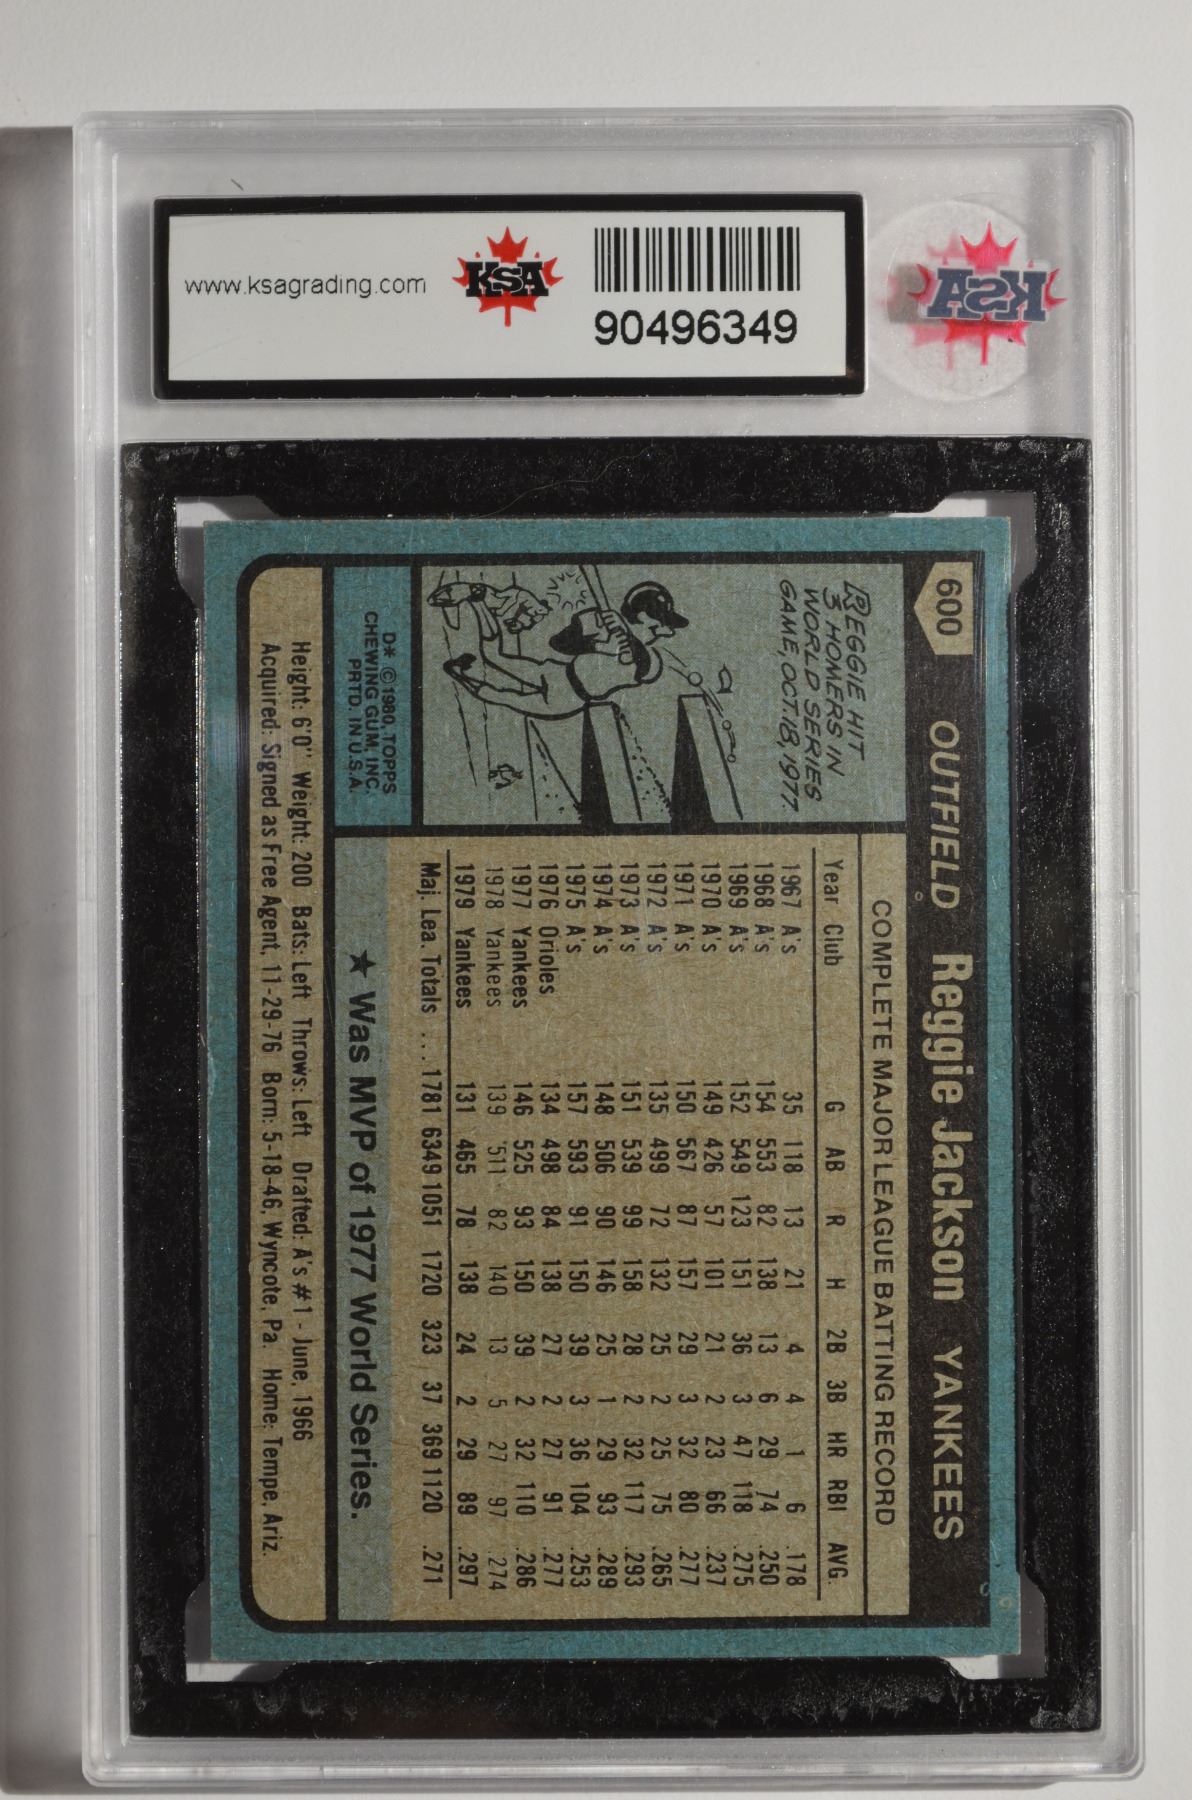 www.ksagrading.com
KSA
90496349
KSA
600 OUTFIELD Reggie Jackson YANKEES
REGGIE HIT
3 HOMERS IN
WORLD SERIES
GAME, OCT. 18, 1977.
D* ©1980, TOPPS
CHEWING GUM, INC.
PRTD. IN U.S.A.
COMPLETE MAJOR LEAGUE BATTING RECORD
Year Club G AB R H 2B 3B HR RBI AVG.
1967 A's 35 118 13 21 4 4 1 6 .178
1968 A's 154 553 82 138 13 6 29 74 .250
1969 A's 152 549 123 151 36 3 47 118 .275
1970 A's 149 426 57 101 21 2 23 66 .237
1971 A's 150 567 87 157 29 3 32 80 .277
1972 A's 135 499 72 132 25 2 25 75 .265
1973 A's 151 539 99 158 28 2 32 117 .293
1974 A's 148 506 90 146 25 1 29 93 .289
1975 A's 157 593 91 150 39 3 36 104 .253
1976 Orioles 134 498 84 138 27 2 27 91 .277
1977 Yankees 146 525 93 150 39 2 32 110 .286
1978 Yankees 139 511 82 140 13 5 27 97 .274
1979 Yankees 131 465 78 138 24 2 29 89 .297
Maj. Lea. Totals . . . 1781 6349 1051 1720 323 37 369 1120 .271
★ Was MVP of 1977 World Series.
Height: 6'0" Weight: 200 Bats: Left Throws: Left Drafted: A's #1 - June, 1966
Acquired: Signed as Free Agent, 11-29-76 Born: 5-18-46, Wyncote, Pa. Home: Tempe, Ariz.